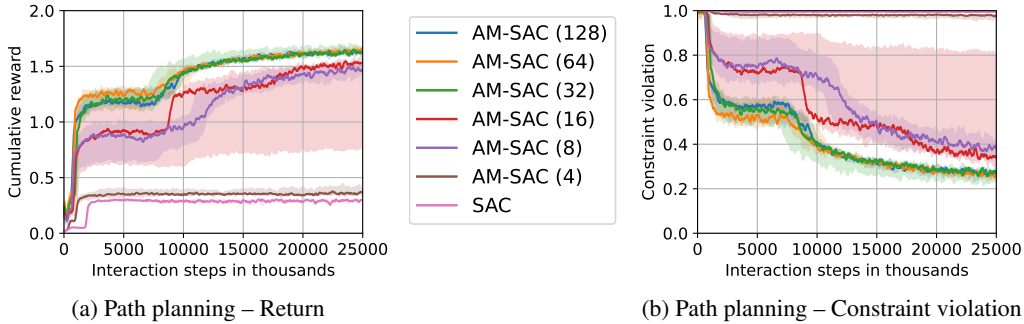 2.0
1.5
1.0
0.5
0.0
Cumulative reward
0 5000 10000 15000 20000 25000
Interaction steps in thousands
(a) Path planning – Return
AM-SAC (128)
AM-SAC (64)
AM-SAC (32)
AM-SAC (16)
AM-SAC (8)
AM-SAC (4)
SAC
1.0
0.8
0.6
0.4
0.2
0.0
Constraint violation
0 5000 10000 15000 20000 25000
Interaction steps in thousands
(b) Path planning – Constraint violation